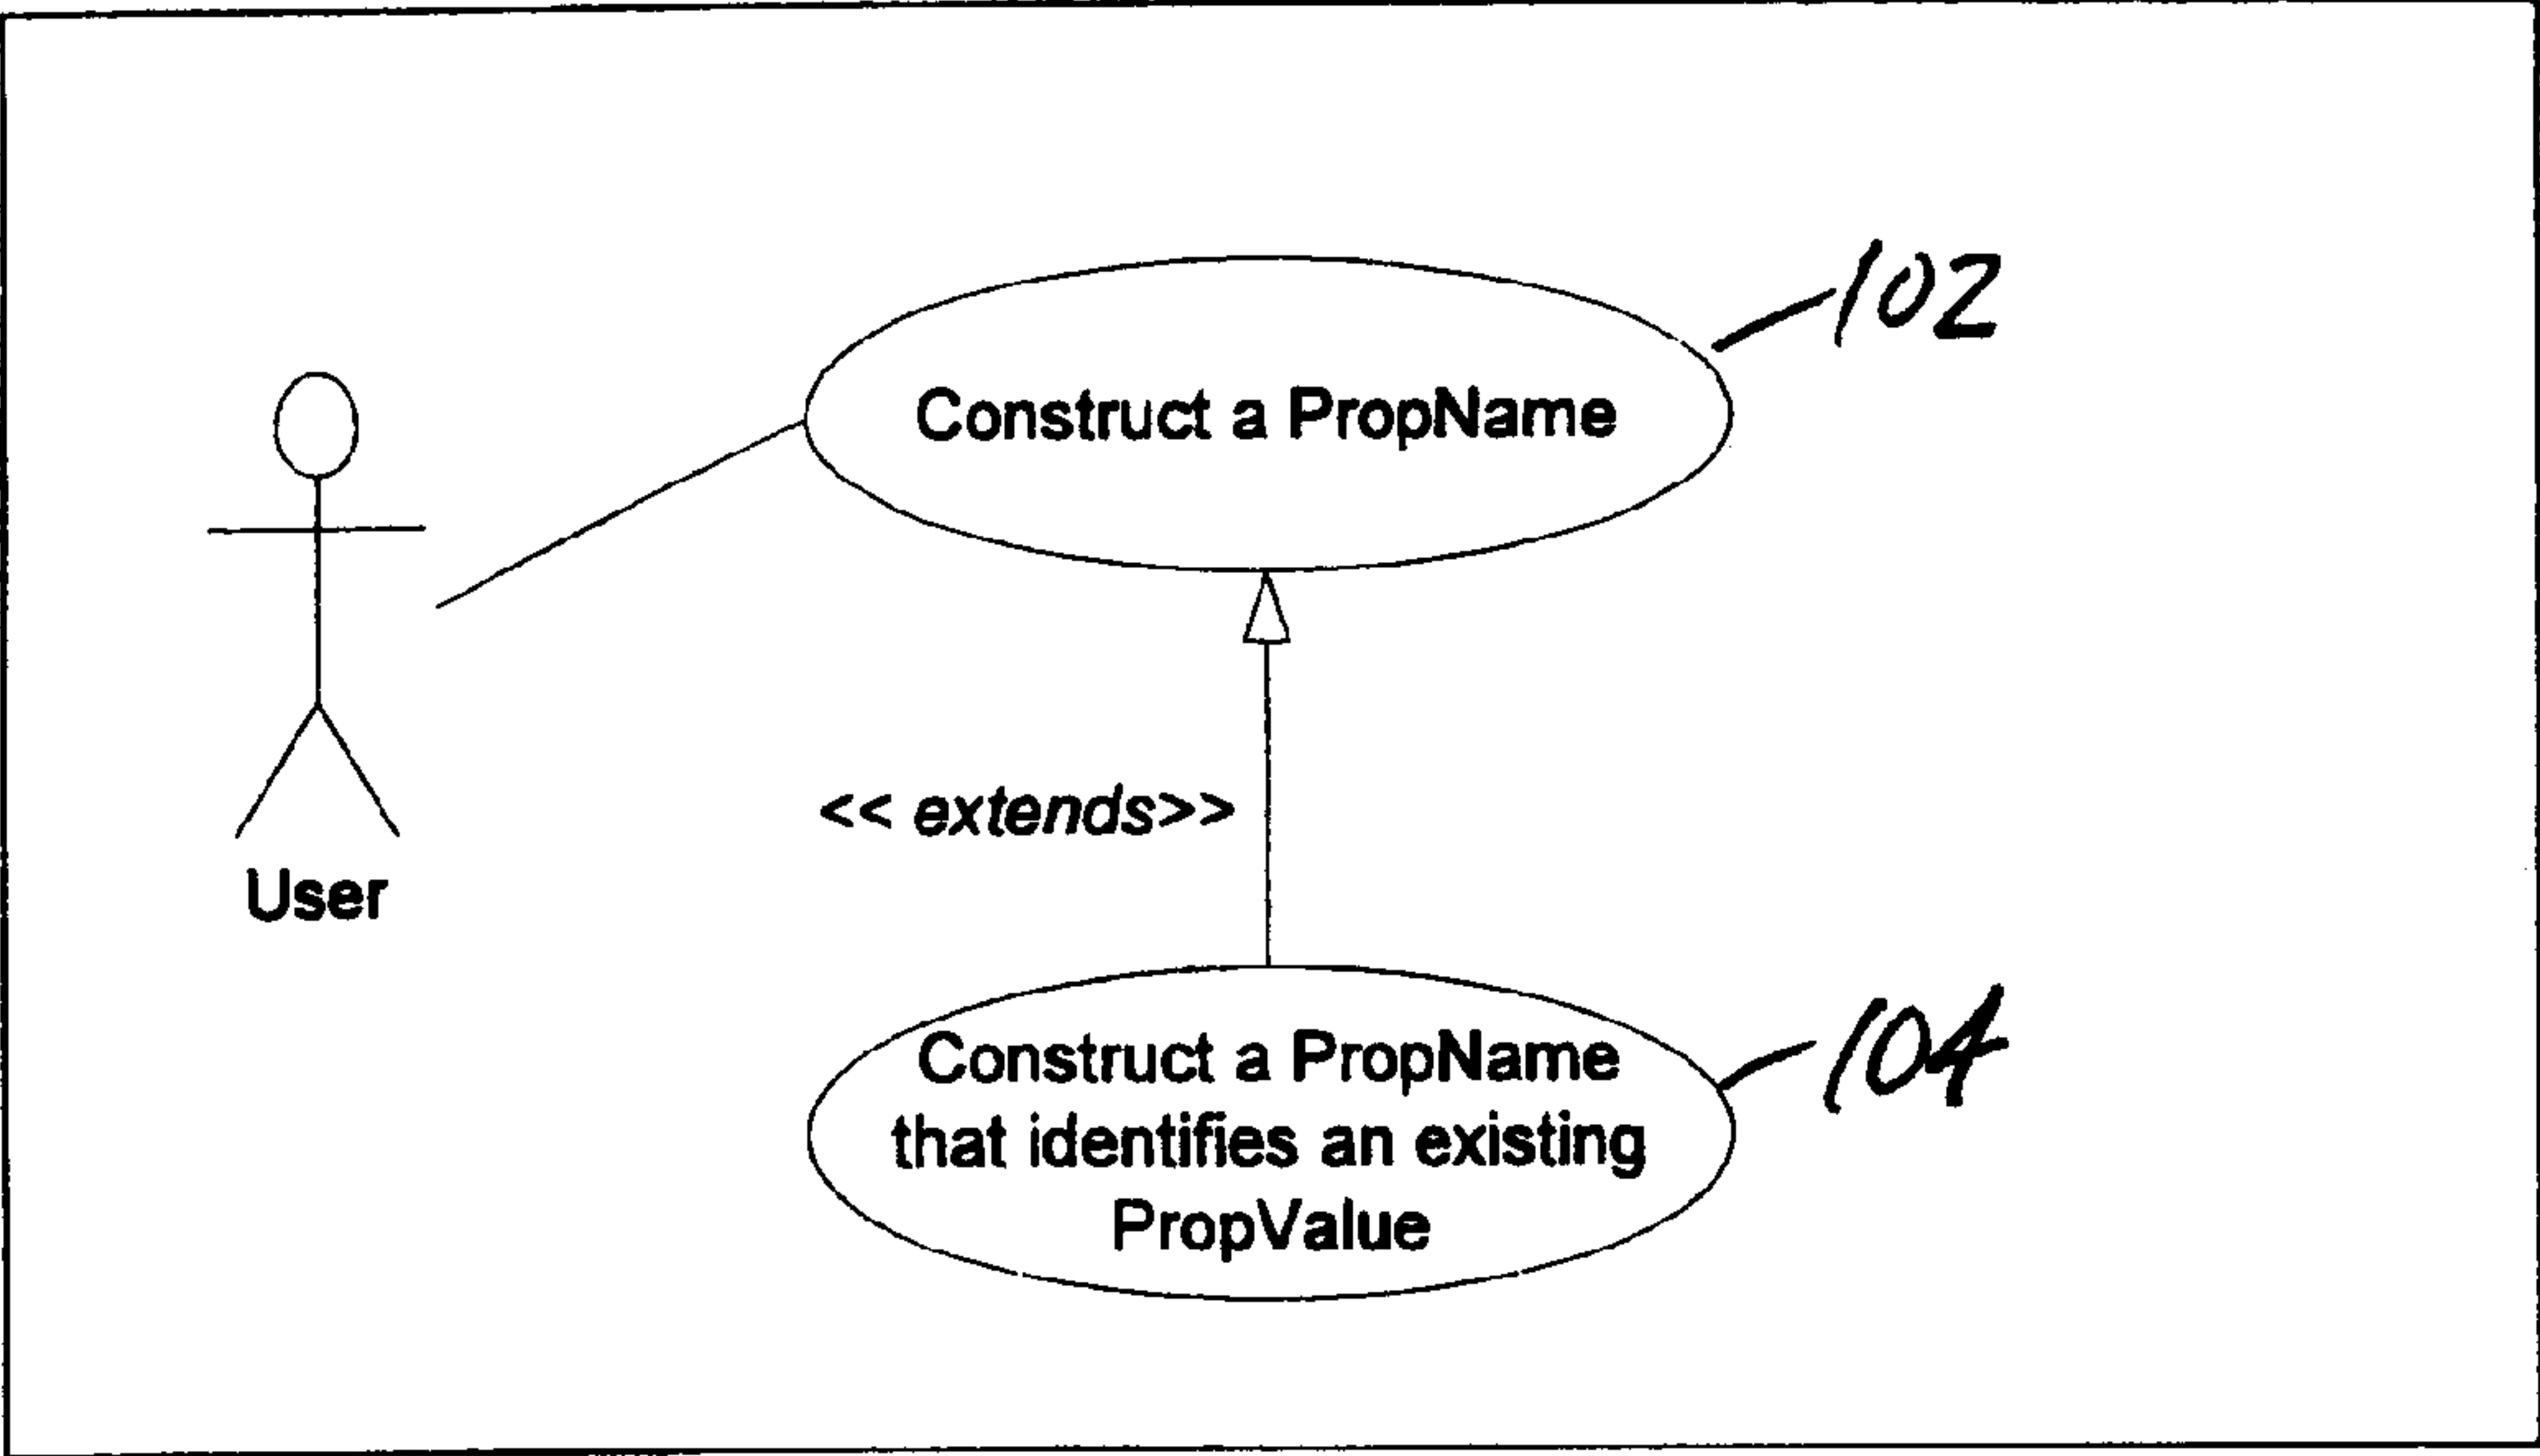 102
Construct a PropName
<< extends>>
User
Construct a PropName
that identifies an existing
PropValue
104